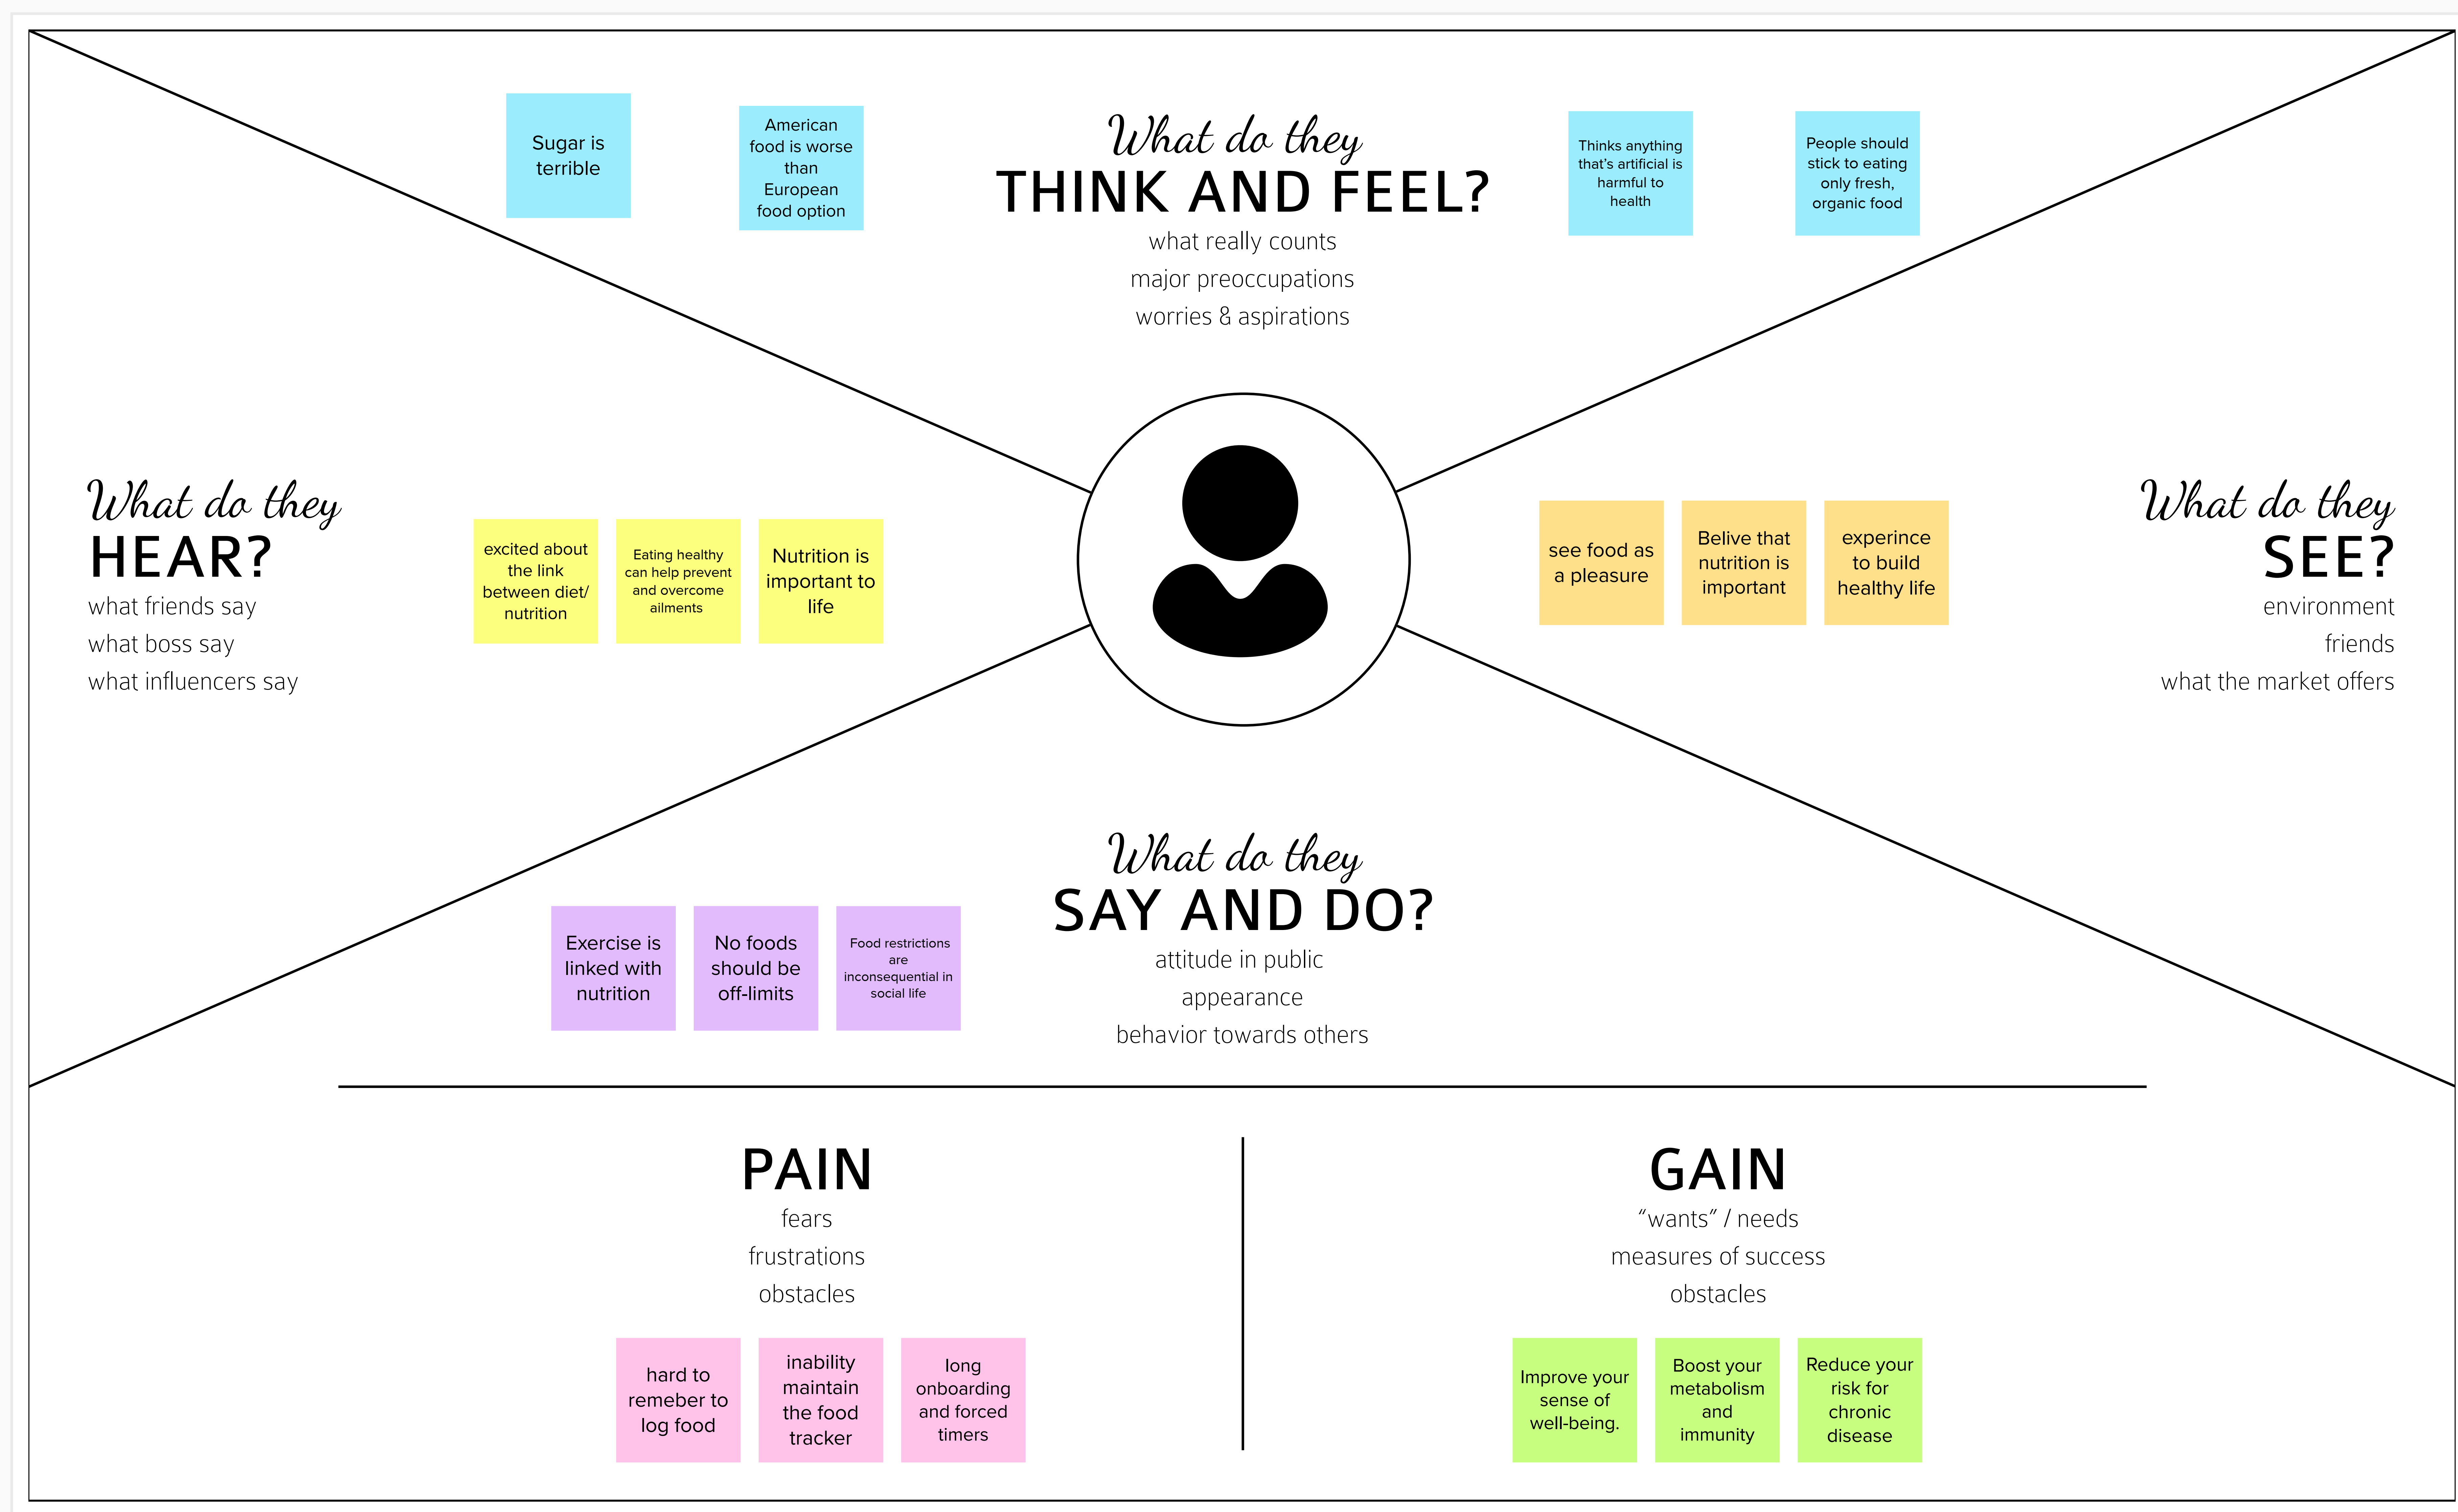 Sugar is
terrible
American
food is worse
than
European
food option
What do they
THINK AND FEEL?
what really counts
major preoccupations
worries & aspirations
Thinks anything
that's artificial is
harmful to
health
People should
stick to eating
only fresh,
organic food
What do they
HEAR?
what friends say
what boss say
what influencers say
excited about
the link
between diet/
nutrition
Eating healthy
can help prevent
and overcome
ailments
Nutrition is
important to
life
see food as
a pleasure
Belive that
nutrition is
important
experince
to build
healthy life
What do they
SEE?
environment
friends
what the market offers
What do they
SAY AND DO?
attitude in public
appearance
behavior towards others
Exercise is
linked with
nutrition
No foods
should be
off-limits
Food restrictions
are
inconsequential in
social life
PAIN
fears
frustrations
obstacles
hard to
remeber to
log food
inability
maintain
the food
tracker
long
onboarding
and forced
timers
GAIN
“wants” / needs
measures of success
obstacles
Improve your
sense of
well-being.
Boost your
metabolism
and
immunity
Reduce your
risk for
chronic
disease